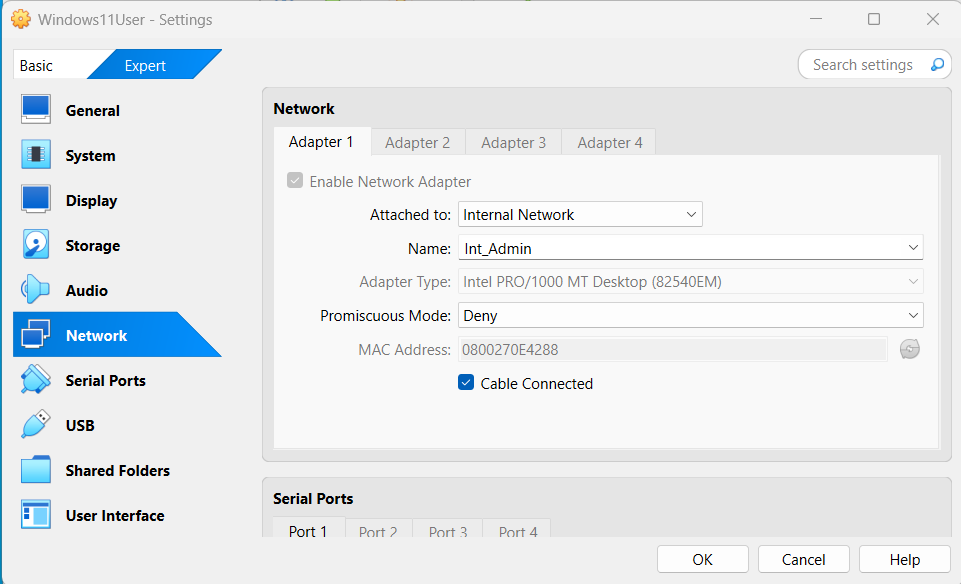 Windows11User - Settings
Basic
Expert
Search settings
General
System
Display
Storage
Audio
Network
Serial Ports
USB
Shared Folders
User Interface
Network
Adapter 1
Adapter 2
Adapter 3
Adapter 4
Enable Network Adapter
Attached to: Internal Network
Name: Int_Admin
Adapter Type: Intel PRO/1000 MT Desktop (82540EM)
Promiscuous Mode: Deny
MAC Address: 0800270E4288
Cable Connected
Serial Ports
Port 1
Port 2
Port 3
Port 4
OK
Cancel
Help